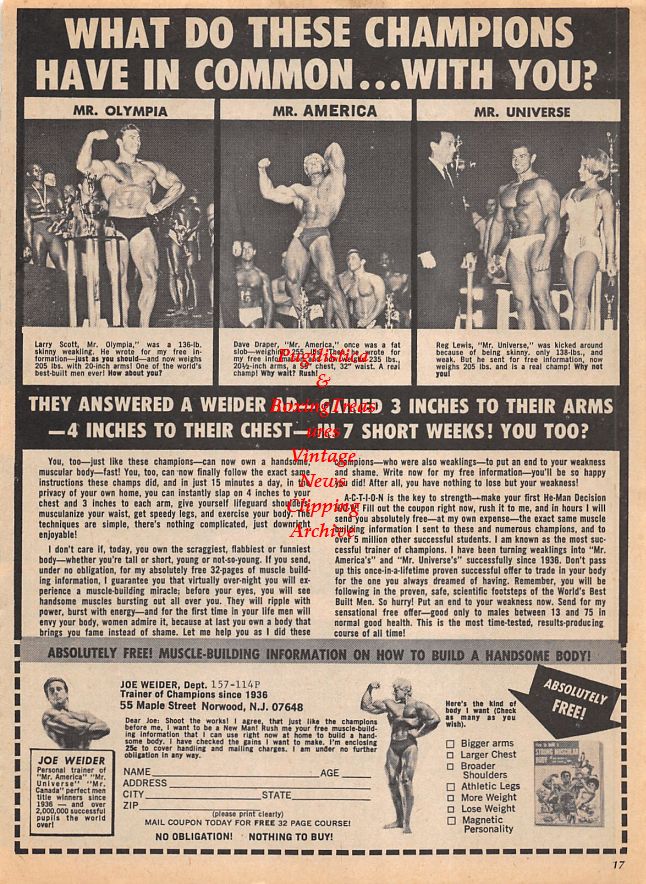 WHAT DO THESE CHAMPIONS
HAVE IN COMMON...WITH YOU?
MR. OLYMPIA
MR. AMERICA
MR. UNIVERSE
Larry Scott, Mr. Olympia," was a 136-lb.
skinny weakling. He wrote for my free in-
formation—just as you should—and now weighs
205 lbs. with 20-inch arms! One of the world's
best-built men ever! How about you?
Dave Draper, "Mr. America," once was a fat
slob—weighing 255 lbs. Then he wrote for
my free information weighs 235 lbs.,
20½-inch arms, a chest, 32" waist. A real
champ! Why wait? Rush!
Reg Lewis, "Mr. Universe," was kicked around
because of being skinny, only 138-lbs., and
weak. But he sent for free information, now
weighs 205 lbs. and is a real champ! Why not
you!
Pugilistica
&
BoxingTreas
ures
Vintage
News
Clipping
Archive
THEY ANSWERED A WEIDER AD—ADDED 3 INCHES TO THEIR ARMS
—4 INCHES TO THEIR CHEST—IN 7 SHORT WEEKS! YOU TOO?
You, too—just like these champions—can now own a handsome,
muscular body—fast! You, too, can now finally follow the exact same
instructions these champs did, and in just 15 minutes a day, in the
privacy of your own home, you can instantly slap on 4 inches to your
chest and 3 inches to each arm, give yourself lifeguard shoulders,
muscularize your waist, get speedy legs, and exercise your body. The
techniques are simple, there's nothing complicated, just downright
enjoyable!
I don't care if, today, you own the scraggiest, flabbiest or funniest
body—whether you're tall or short, young or not-so-young. If you send,
under no obligation, for my absolutely free 32-pages of muscle build-
ing information, I guarantee you that virtually over-night you will ex-
perience a muscle-building miracle; before your eyes, you will see
handsome muscles bursting out all over you. They will ripple with
power, burst with energy—and for the first time in your life men will
envy your body, women admire it, because at last you own a body that
brings you fame instead of shame. Let me help you as I did these
champions—who were also weaklings—to put an end to your weakness
and shame. Write now for my free information—you'll be so happy
you did! After all, you have nothing to lose but your weakness!
A-C-T-I-O-N is the key to strength—make your first He-Man Decision
NOW! Fill out the coupon right now, rush it to me, and in hours I will
send you absolutely free—at my own expense—the exact same muscle
building information I sent to these and numerous champions, and to
over 5 million other successful students. I am known as the most suc-
cessful trainer of champions. I have been turning weaklings into "Mr.
America's" and "Mr. Universe's" successfully since 1936. Don't pass
up this one-in-a-lifetime proven successful offer to trade in your body
for the one you always dreamed of having. Remember, you will be
following in the proven, safe, scientific footsteps of the World's Best
Built Men. So hurry! Put an end to your weakness now. Send for my
sensational free offer—good only to males between 13 and 75 in
normal good health. This is the most time-tested, results-producing
course of all time!
ABSOLUTELY FREE! MUSCLE-BUILDING INFORMATION ON HOW TO BUILD A HANDSOME BODY!
JOE WEIDER, Dept. 157-114P
Trainer of Champions since 1936
55 Maple Street Norwood, N.J. 07648
Dear Joe: Shoot the works! I agree, that just like the champions
before me, I want to be a New Man! Rush me your free muscle-build-
ing information that I can use right now at home to build a hand-
some body. I have checked the gains I want to make. I'm enclosing
25c to cover handling and mailing charges. I am under no further
obligation in any way.
NAME AGE
ADDRESS
CITY STATE
ZIP
(please print clearly)
MAIL COUPON TODAY FOR FREE 32 PAGE COURSE!
NO OBLIGATION! NOTHING TO BUY!
JOE WEIDER
Personal trainer of
"Mr. America" "Mr.
Universe" "Mr.
Canada" perfect men
title winners since
1936 — and over
2,000,000 successful
pupils the world
over!
Here's the kind of
body I want (Check
as many as you
wish).
Bigger arms
Larger Chest
Broader
Shoulders
Athletic Legs
More Weight
Lose Weight
Magnetic
Personality
ABSOLUTELY
FREE!
STRONG MUSCULAR
BODY
17